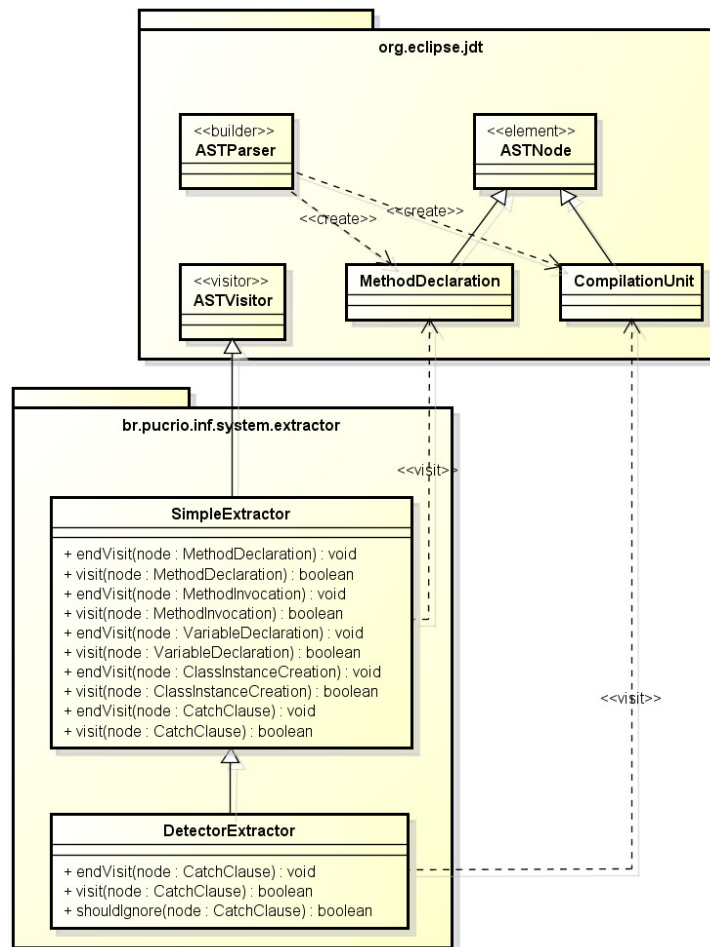 org.eclipse.jdt
<<builder>>
ASTParser
<<element>>
ASTNode
<<create>>
<<create>>
<<visitor>>
ASTVisitor
MethodDeclaration
CompilationUnit
br.pucrio.inf.system.extractor
<<visit>>
SimpleExtractor
+ endVisit(node : MethodDeclaration) : void
+ visit(node : MethodDeclaration) : boolean
+ endVisit(node : MethodInvocation) : void
+ visit(node : MethodInvocation) : boolean
+ endVisit(node : VariableDeclaration) : void
+ visit(node : VariableDeclaration) : boolean
+ endVisit(node : ClassInstanceCreation) : void
+ visit(node : ClassInstanceCreation) : boolean
+ endVisit(node : CatchClause) : void
+ visit(node : CatchClause) : boolean
<<visit>>
DetectorExtractor
+ endVisit(node : CatchClause) : void
+ visit(node : CatchClause) : boolean
+ shouldIgnore(node : CatchClause) : boolean